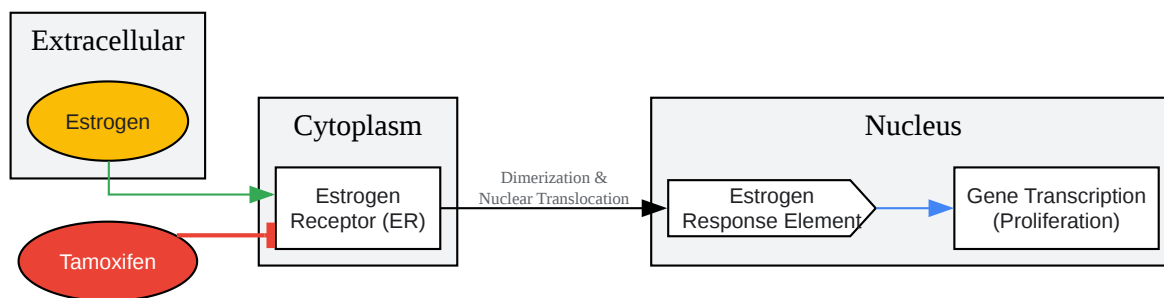 Extracellular
Estrogen
Tamoxifen
Cytoplasm
Estrogen
Receptor (ER)
Dimerization &
Nuclear Translocation
Nucleus
Estrogen
Response Element
Gene Transcription
(Proliferation)